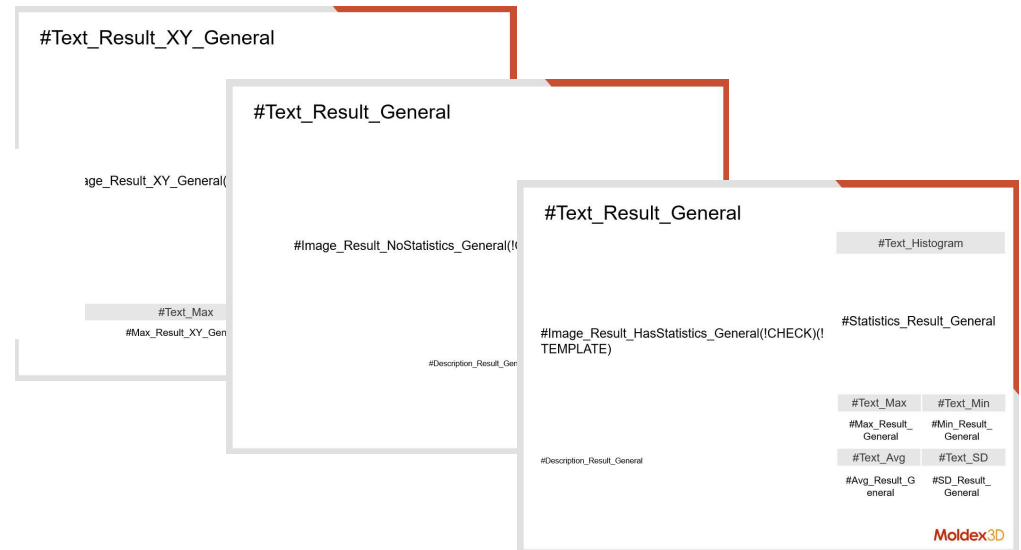 #Text_Result_XY_General
age_Result_XY_General(
#Text_Max
#Max_Result_XY_Gen
#Text_Result_General
#Image_Result_NoStatistics_General(!C
#Description_Result_Gen
#Text_Result_General
#Text_Histogram
#Image_Result_HasStatistics_General(!CHECK)(!
TEMPLATE)
#Statistics_Result_General
#Text_Max #Text_Min
#Max_Result_ #Min_Result_
General General
#Description_Result_General
#Text_Avg #Text_SD
#Avg_Result_G #SD_Result_
eneral General
Moldex3D